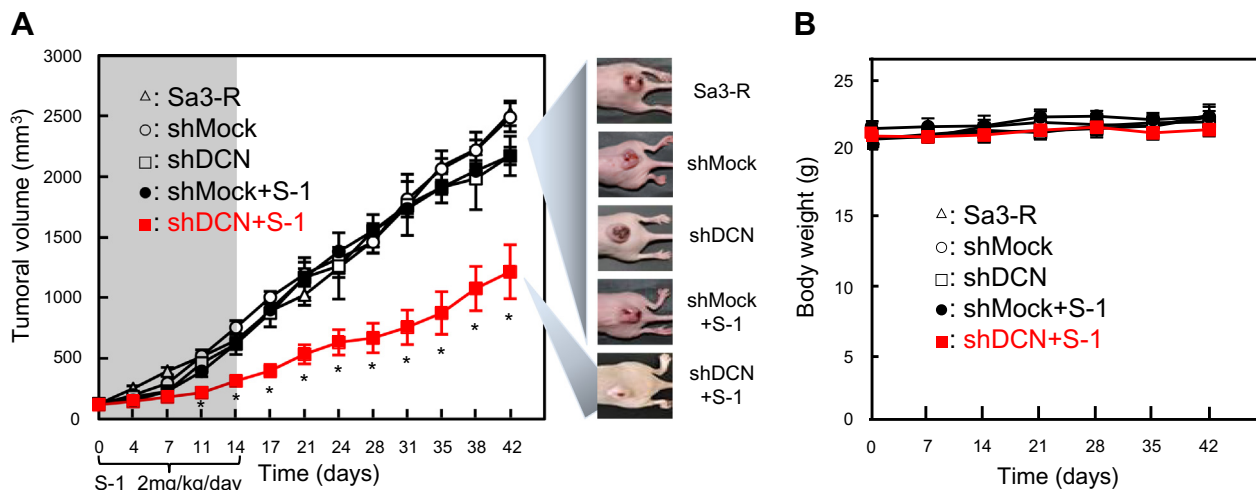 A
Tumoral volume (mm³)
3000
2500
2000
1500
1000
500
0
△: Sa3-R
○: shMock
□: shDCN
●: shMock+S-1
■: shDCN+S-1
* * * * * * * * * *
0 4 7 11 14 17 21 24 28 31 35 38 42
S-1 2mg/kg/day
Time (days)
Sa3-R
shMock
shDCN
shMock
+S-1
shDCN
+S-1
B
Body weight (g)
25
20
15
10
5
0
△: Sa3-R
○: shMock
□: shDCN
●: shMock+S-1
■: shDCN+S-1
0 7 14 21 28 35 42
Time (days)